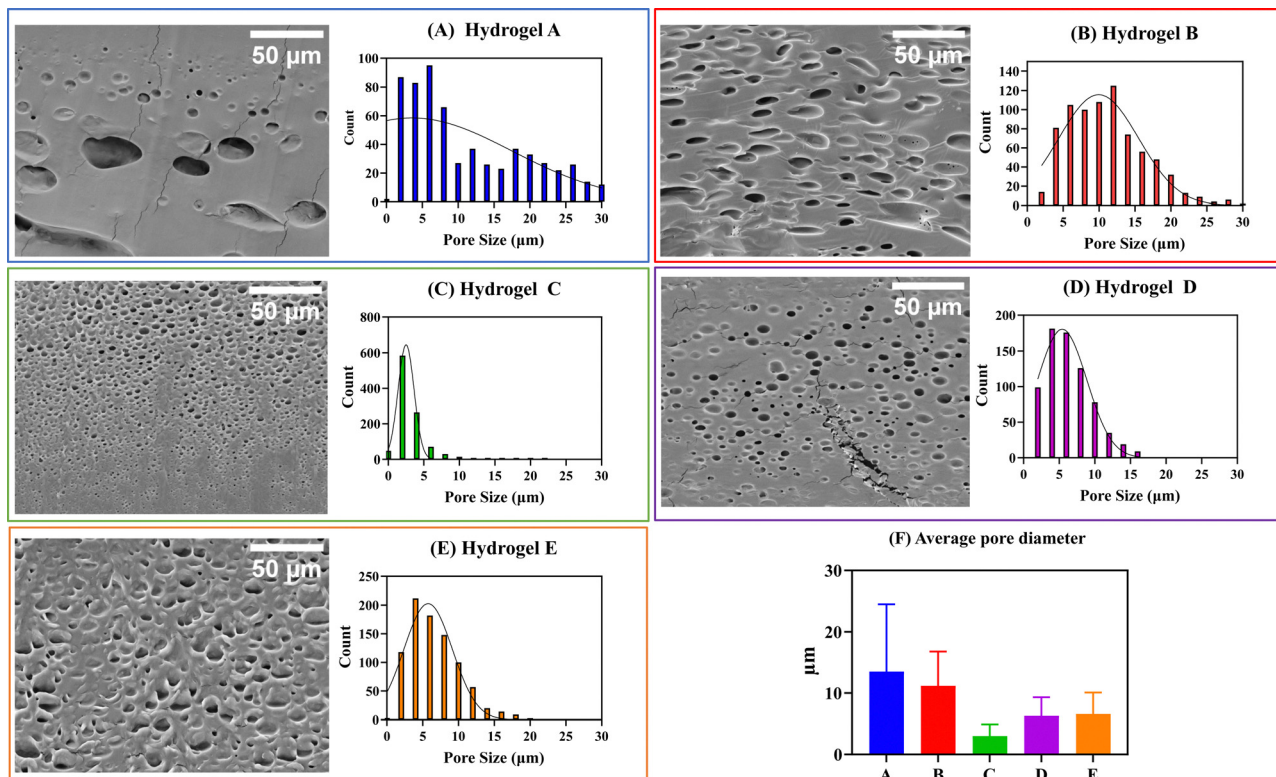 50 µm
(A) Hydrogel A
Count
100
80
60
40
20
0
0 5 10 15 20 25 30
Pore Size (µm)
50 µm
(B) Hydrogel B
Count
140
120
100
80
60
40
20
0
0 5 10 15 20 25 30
Pore Size (µm)
50 µm
(C) Hydrogel C
Count
800
600
400
200
0
0 5 10 15 20 25 30
Pore Size (µm)
50 µm
(D) Hydrogel D
Count
200
150
100
50
0
0 5 10 15 20 25 30
Pore Size (µm)
50 µm
(E) Hydrogel E
Count
250
200
150
100
50
0
0 5 10 15 20 25 30
Pore Size (µm)
(F) Average pore diameter
µm
30
20
10
0
A B C D E